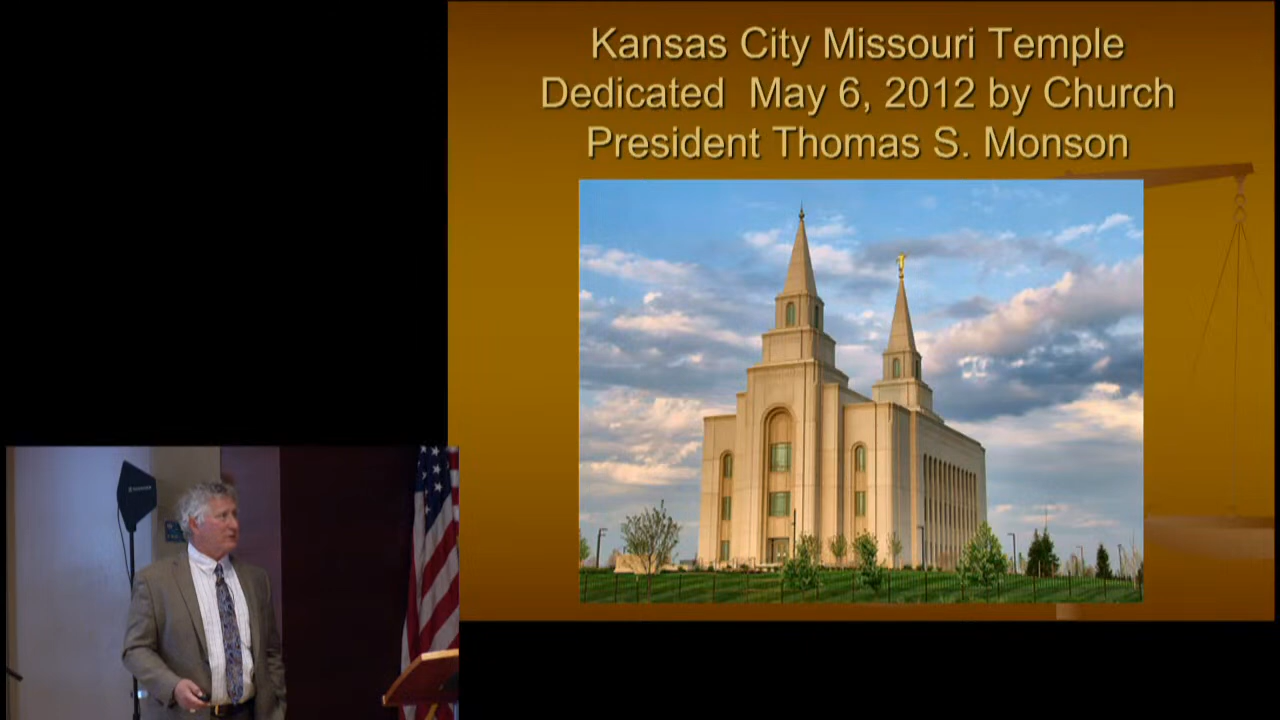 Kansas City Missouri Temple
Dedicated May 6, 2012 by Church
President Thomas S. Monson